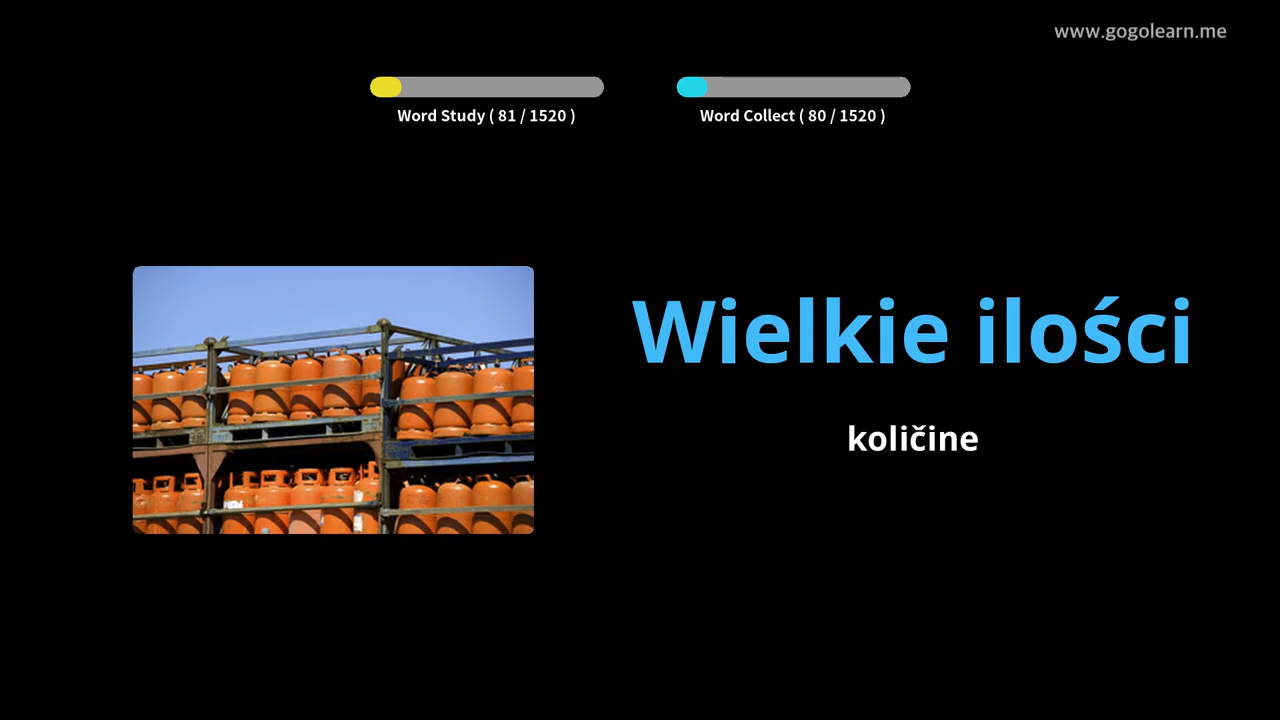 www.gogolearn.me
Word Study ( 81 / 1520 )
Word Collect ( 80 / 1520 )
Wielkie ilości
količine